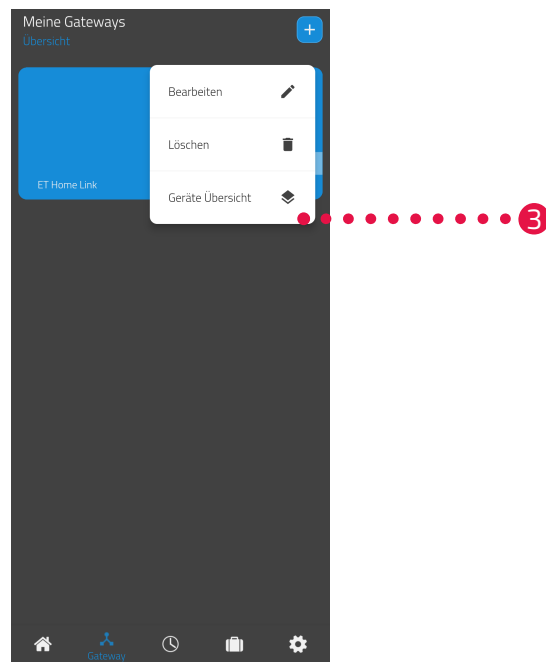 Meine Gateways
Übersicht
+
Bearbeiten
Löschen
ET Home Link
Geräte Übersicht
3
Gateway